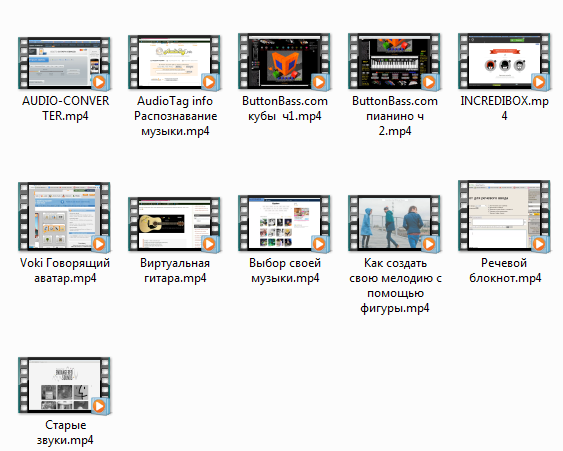 AUDIO-CONVER
TER.mp4
AudioTag info
Распознавание
музыки.mp4
ButtonBass.com
кубы ч1.mp4
ButtonBass.com
пианино ч
2.mp4
INCREDIBOX.mp
4
Voki Говорящий
аватар.mp4
Виртуальная
гитара.mp4
Выбор своей
музыки.mp4
Как создать
свою мелодию с
помощью
фигуры.mp4
Речевой
блокнот.mp4
Старые
звуки.mp4